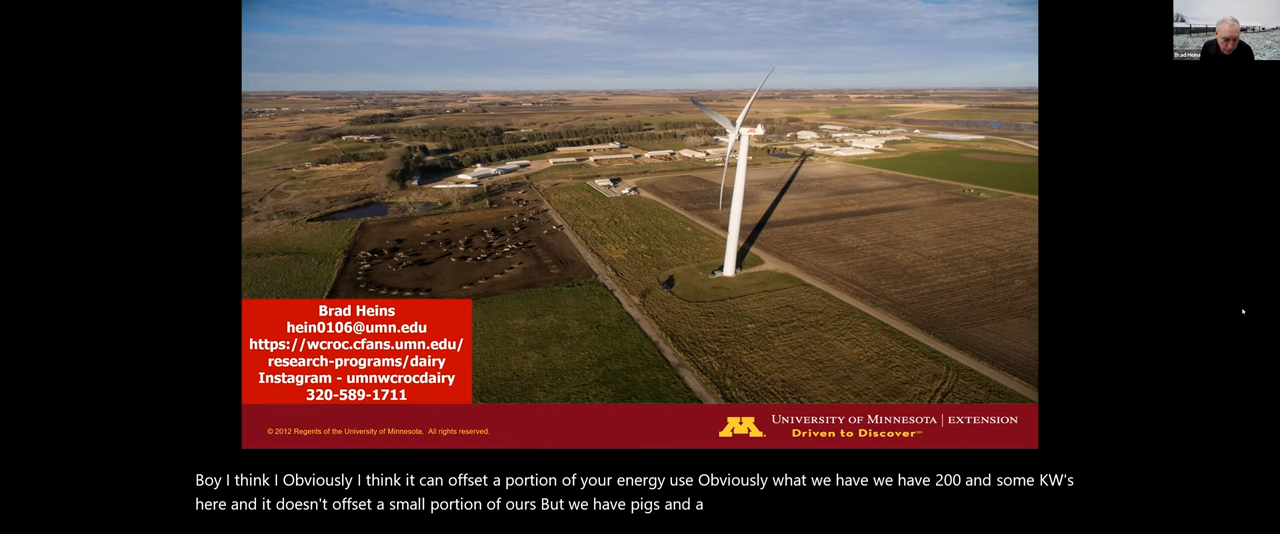 Brad Heins
Brad Heins
hein0106@umn.edu
https://wcroc.cfans.umn.edu/
research-programs/dairy
Instagram - umnwcrocdairy
320-589-1711
© 2012 Regents of the University of Minnesota. All rights reserved.
UNIVERSITY OF MINNESOTA | EXTENSION
Driven to Discover℠
Boy I think I Obviously I think it can offset a portion of your energy use Obviously what we have we have 200 and some KW's
here and it doesn't offset a small portion of ours But we have pigs and a